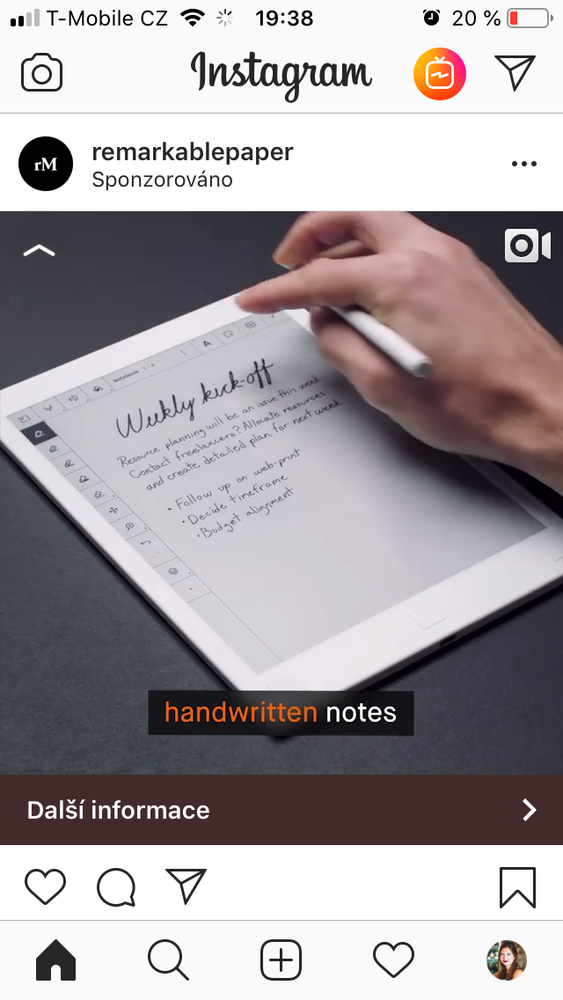 T-Mobile CZ 19:38 20 %
Instagram
rM remarkablepaper
Sponzorováno
Notebook
Weekly kick-off
Resource planning will be an issue this week
Contact freelancers? Allocate resources
and create detailed plan for next week
• Follow up on web-print
• Decide timeframe
• Budget alignment
handwritten notes
Další informace